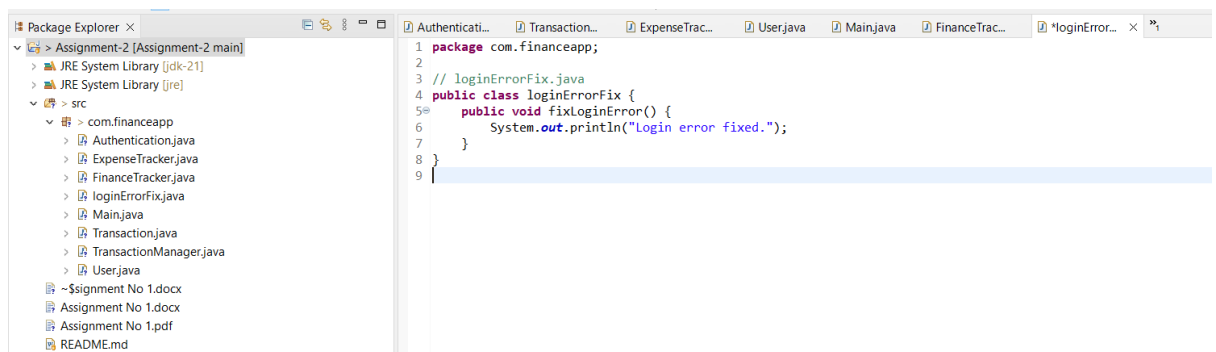 Package Explorer ×
> Assignment-2 [Assignment-2 main]
JRE System Library [jdk-21]
JRE System Library [jre]
> src
> com.financeapp
Authentication.java
ExpenseTracker.java
FinanceTracker.java
loginErrorFix.java
Main.java
Transaction.java
TransactionManager.java
User.java
~$signment No 1.docx
Assignment No 1.docx
Assignment No 1.pdf
README.md
Authenticati... Transaction... ExpenseTrac... User.java Main.java FinanceTrac... *loginError... × »1
1 package com.financeapp;
2
3 // loginErrorFix.java
4 public class loginErrorFix {
5 public void fixLoginError() {
6 System.out.println("Login error fixed.");
7 }
8 }
9